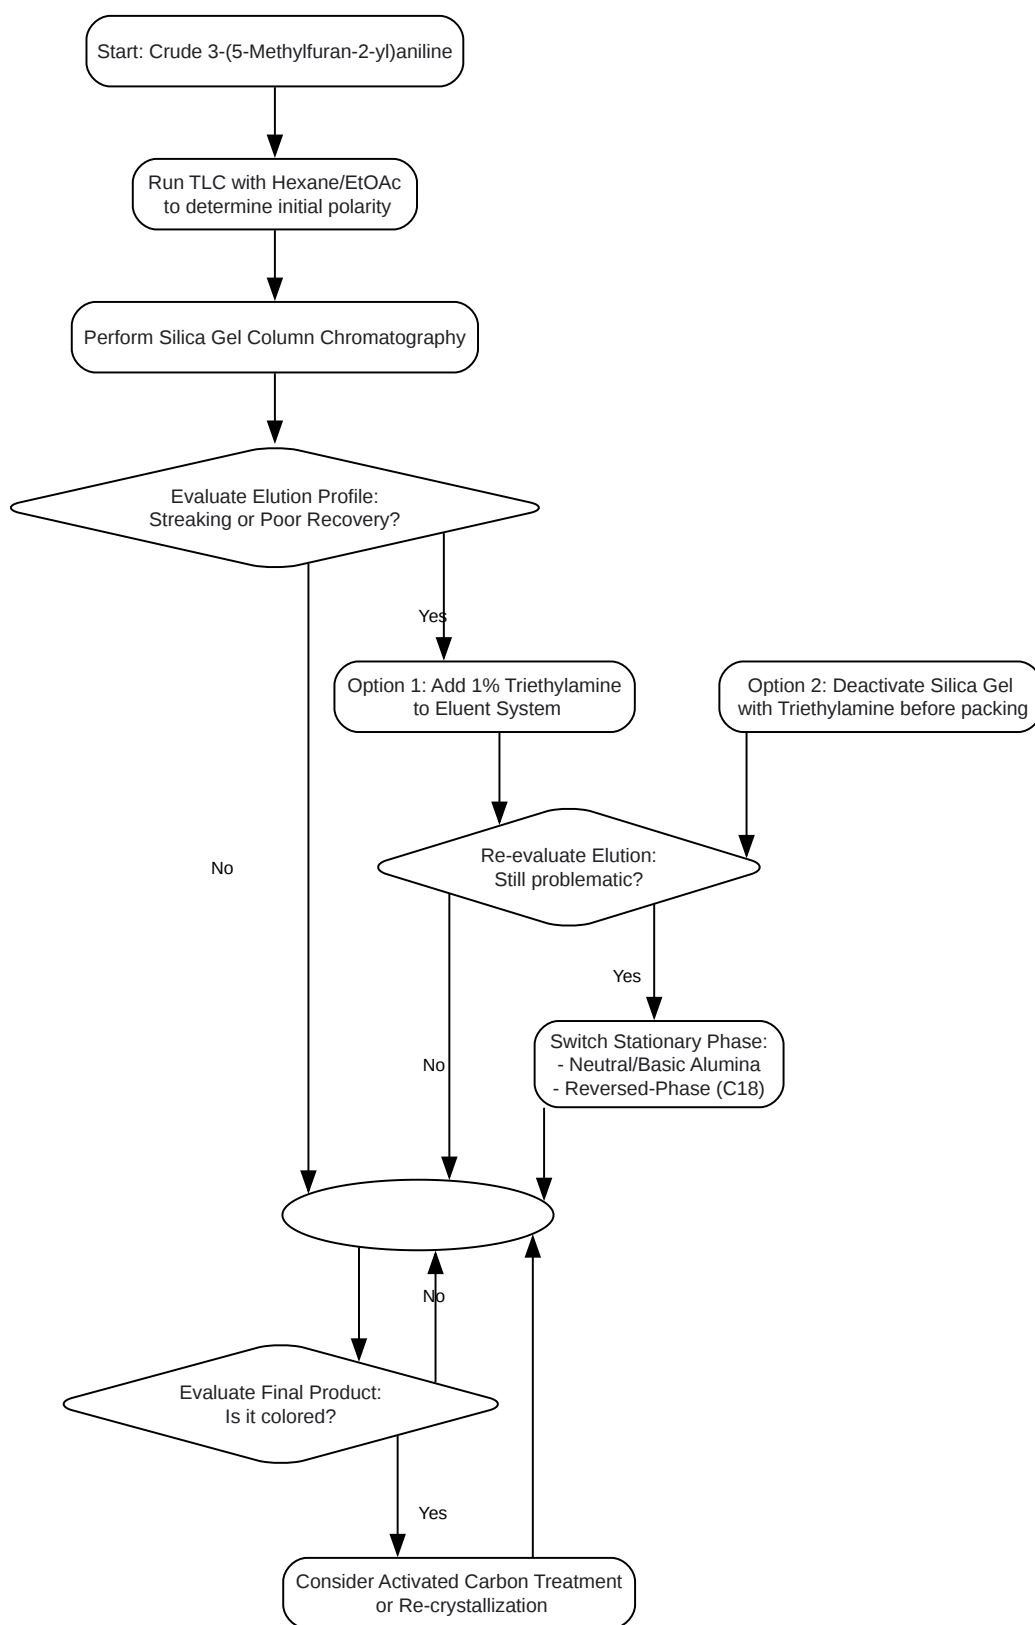 Start: Crude 3-(5-Methylfuran-2-yl)aniline
Run TLC with Hexane/EtOAc
to determine initial polarity
Perform Silica Gel Column Chromatography
Evaluate Elution Profile:
Streaking or Poor Recovery?
Yes
Option 1: Add 1% Triethylamine
to Eluent System
Option 2: Deactivate Silica Gel
with Triethylamine before packing
No
Re-evaluate Elution:
Still problematic?
Yes
No
Switch Stationary Phase:
- Neutral/Basic Alumina
- Reversed-Phase (C18)
No
Evaluate Final Product:
Is it colored?
Yes
Consider Activated Carbon Treatment
or Re-crystallization